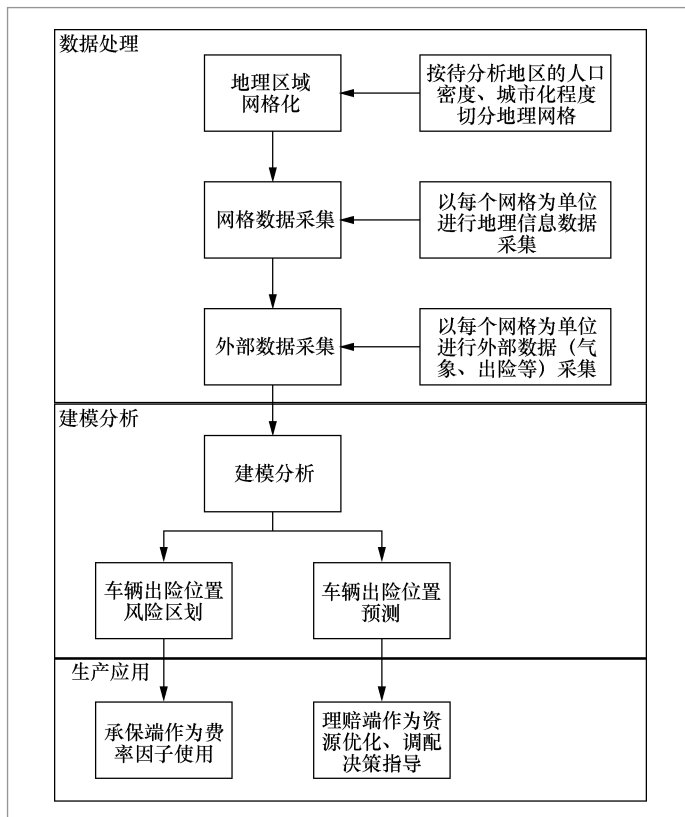 数据处理
地理区域
网格化
按待分析地区的人口
密度、城市化程度
切分地理网格
网格数据采集
以每个网格为单位
进行地理信息数据
采集
外部数据采集
以每个网格为单位
进行外部数据（气
象、出险等）采集
建模分析
建模分析
车辆出险位置
风险区划
车辆出险位置
预测
生产应用
承保端作为费
率因子使用
理赔端作为资
源优化、调配
决策指导